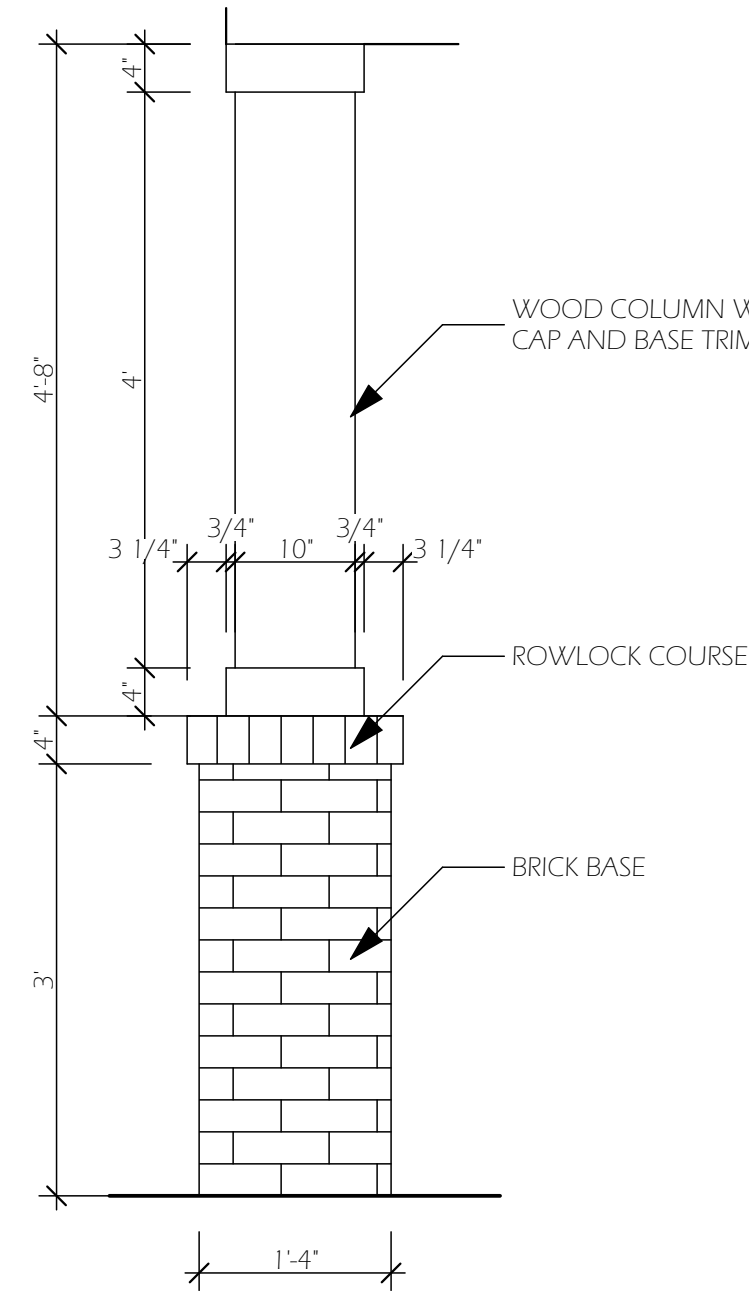 4"
4'-8"
4'
WOOD COLUMN W
CAP AND BASE TRIM
3/4" 3/4"
3 1/4" 10" 3 1/4"
ROWLOCK COURSE
4"
4"
BRICK BASE
3'
1'-4"